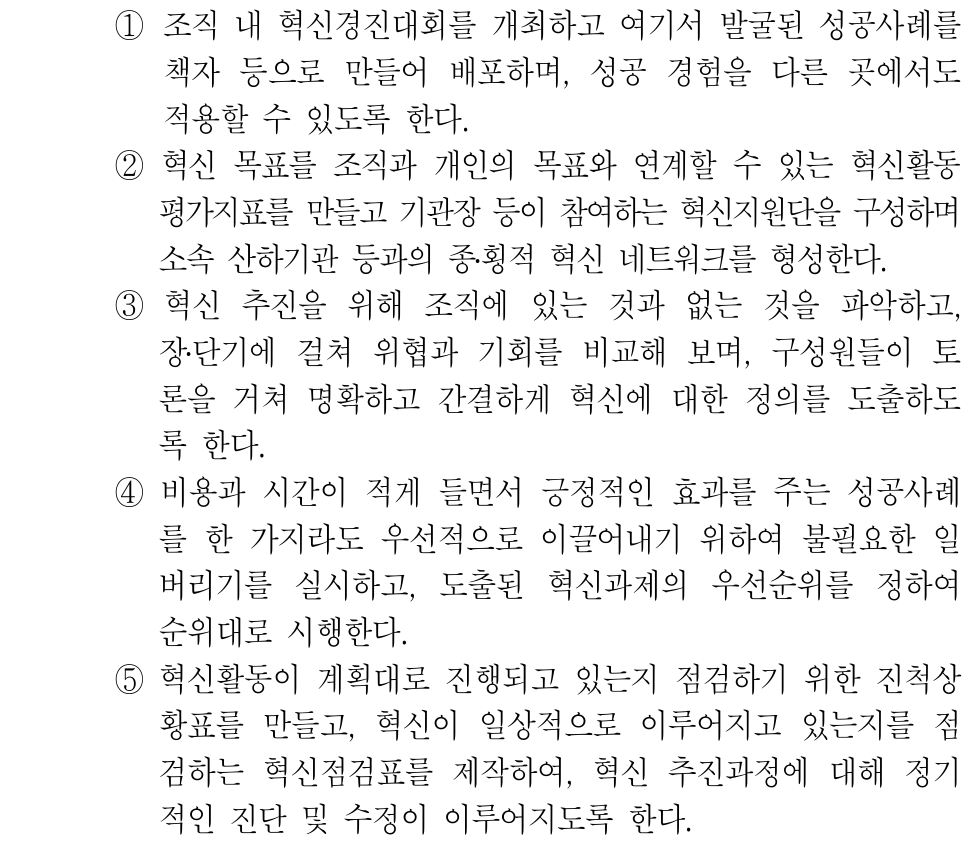 ① 조직 내 혁신경진대회를 개최하고 여기서 발굴된 성공사례를
책자 등으로 만들어 배포하며, 성공 경험을 다른 곳에서도
적용할 수 있도록 한다.
② 혁신 목표를 조직과 개인의 목표와 연계할 수 있는 혁신활동
평가지표를 만들고 기관장 등이 참여하는 혁신지원단을 구성하며
소속 산하기관 등과의 종·횡적 혁신 네트워크를 형성한다.
③ 혁신 추진을 위해 조직에 있는 것과 없는 것을 파악하고,
장·단기에 걸쳐 위협과 기회를 비교해 보며, 구성원들이 토
론을 거쳐 명확하고 간결하게 혁신에 대한 정의를 도출하도
록 한다.
④ 비용과 시간이 적게 들면서 긍정적인 효과를 주는 성공사례
를 한 가지라도 우선적으로 이끌어내기 위하여 불필요한 일
버리기를 실시하고, 도출된 혁신과제의 우선순위를 정하여
순위대로 시행한다.
⑤ 혁신활동이 계획대로 진행되고 있는지 점검하기 위한 진척상
황표를 만들고, 혁신이 일상적으로 이루어지고 있는지를 점
검하는 혁신점검표를 제작하여, 혁신 추진과정에 대해 정기
적인 진단 및 수정이 이루어지도록 한다.